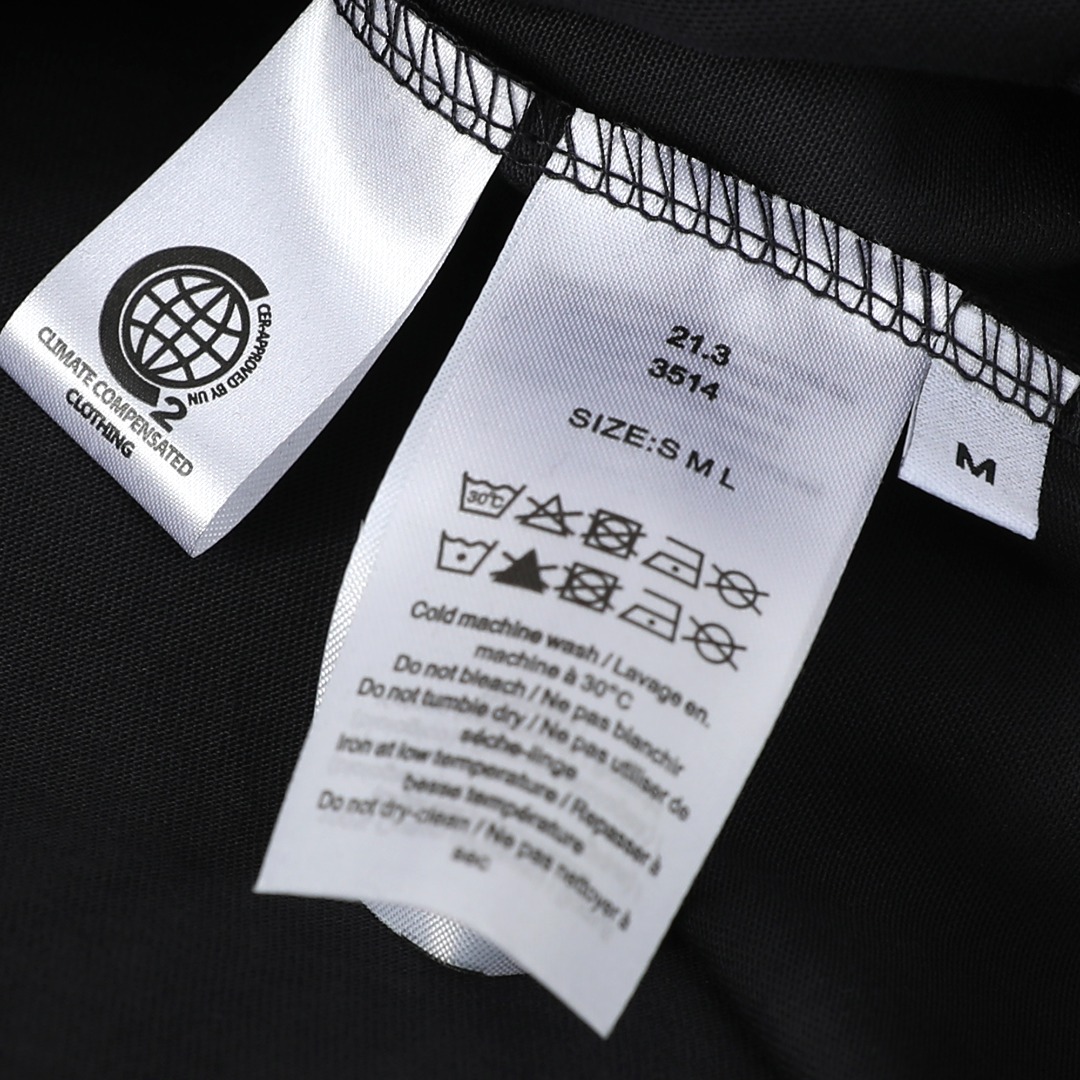 CLIMATE COMPENSATED
CLOTHING
CER-APPROVED BY UN
2
21.3
3514
SIZE:S M L
30°C
Cold machine wash / Lavage en.
machine à 30°C
Do not bleach / Ne pas blanchir
Do not tumble dry / Ne pas utiliser de
séche-linge
Iron at low temperature / Repasser à
besse température
Do not dry-clean / Ne pas nettoyer à
sec
M